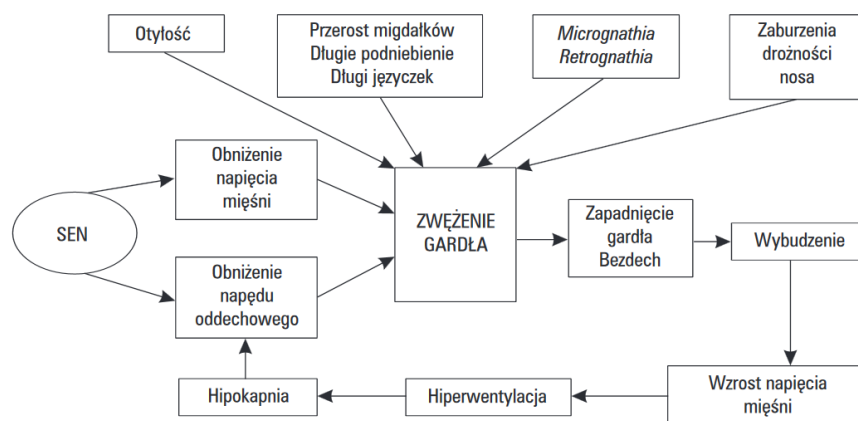 Otyłość
Przerost migdałków
Długie podniebienie
Długi języczek
Micrognathia
Retrognathia
Zaburzenia
drożności
nosa
Obniżenie
napięcia
mięśni
SEN
ZWĘŻENIE
GARDŁA
Zapadnięcie
gardła
Bezdech
Wybudzenie
Obniżenie
napędu
oddechowego
Hipokapnia
Hiperwentylacja
Wzrost napięcia
mięśni